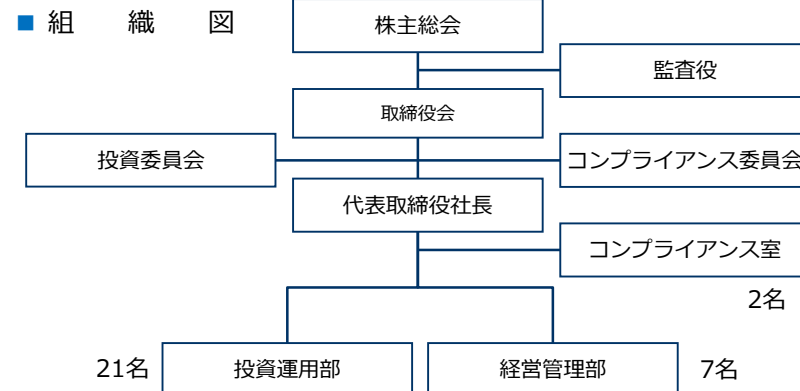 ■ 組 織 図
株主総会
監査役
取締役会
投資委員会
コンプライアンス委員会
代表取締役社長
コンプライアンス室
2名
21名
投資運用部
経営管理部
7名